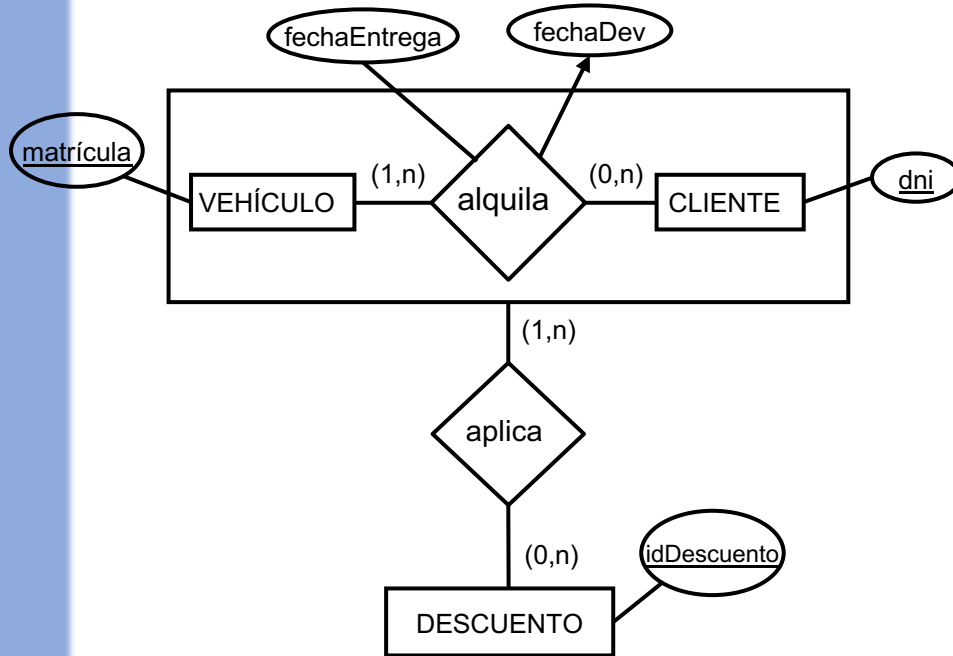 fechaEntrega
fechaDev
matrícula
(1,n)
(0,n)
dni
VEHÍCULO
alquila
CLIENTE
(1,n)
aplica
(0,n)
idDescuento
DESCUENTO